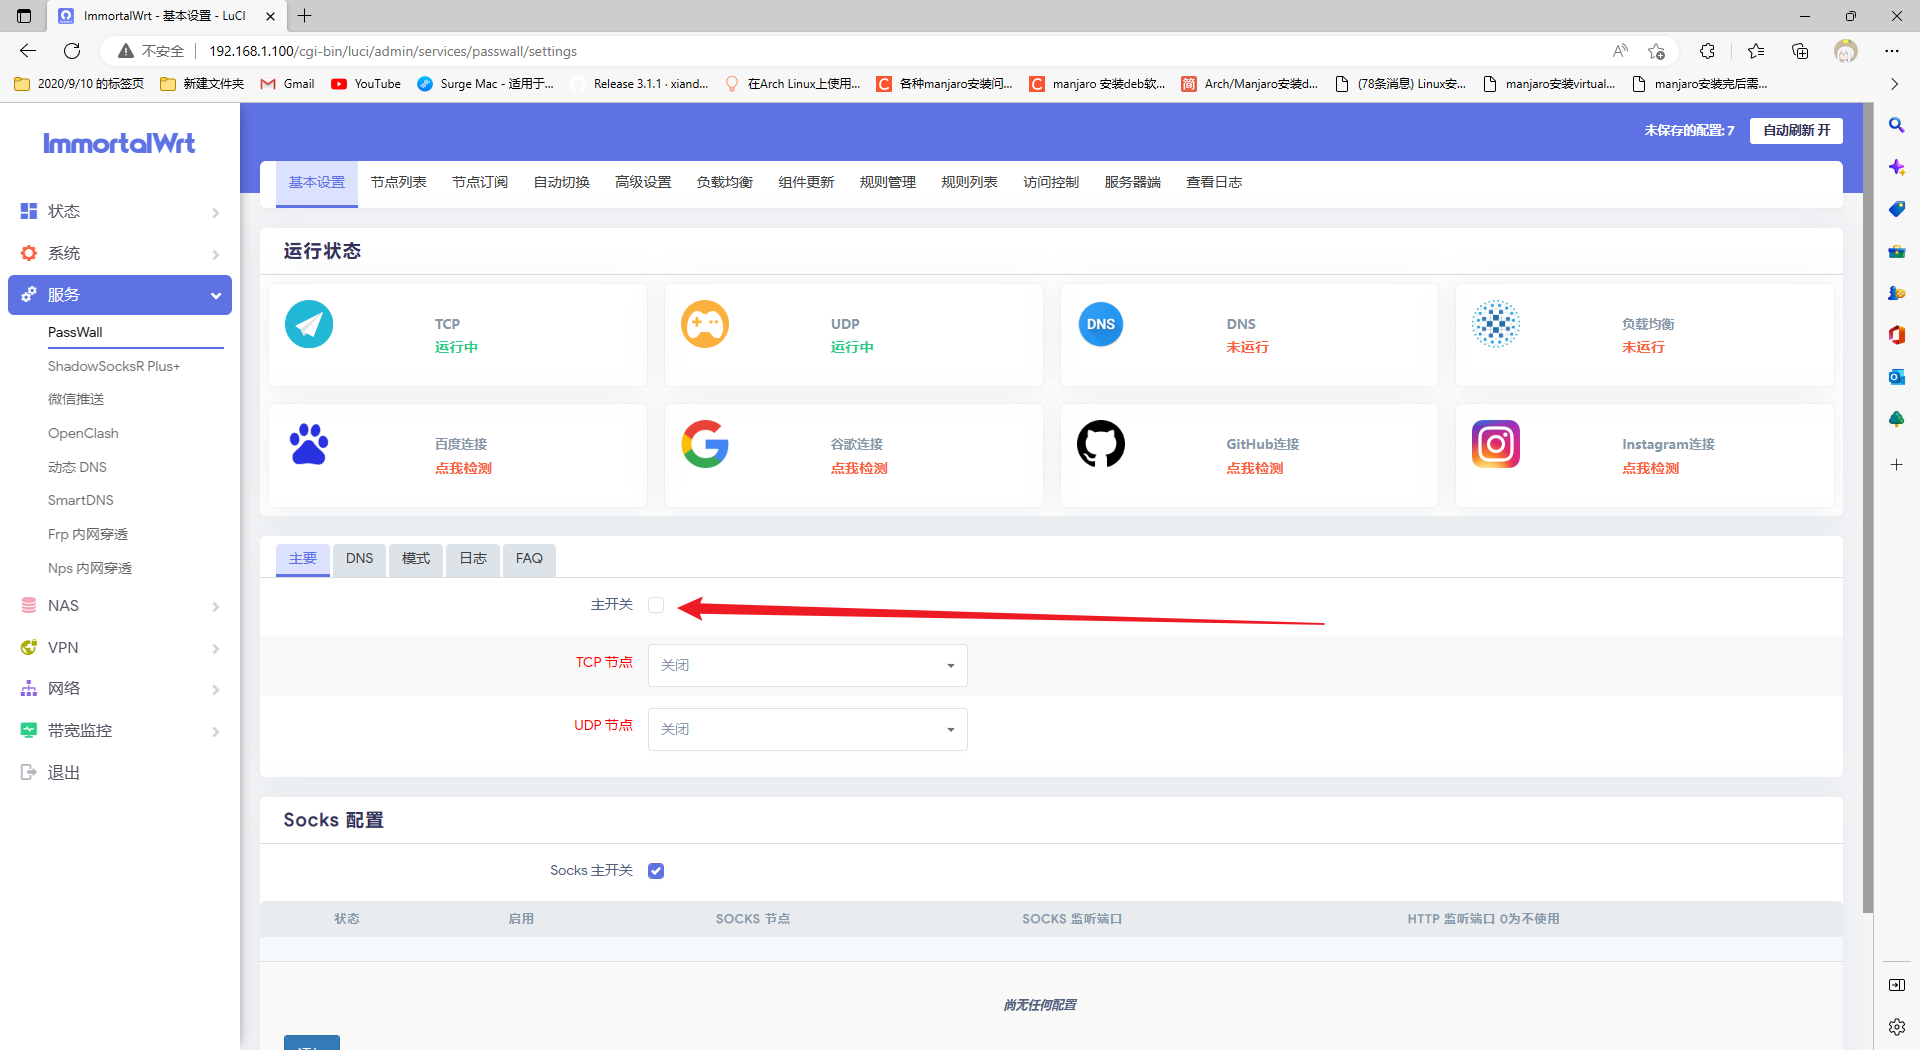 ImmortalWrt - 基本设置 - LuCI
不安全 192.168.1.100/cgi-bin/luci/admin/services/passwall/settings
2020/9/10 的标签页 新建文件夹 Gmail YouTube Surge Mac - 适用于... Release 3.1.1 · xiand... 在Arch Linux上使用... 各种manjaro安装问... manjaro 安装deb软... Arch/Manjaro安装d... (78条消息) Linux安... manjaro安装virtual... manjaro安装完后需...
ImmortalWrt
未保存的配置: 7 自动刷新 开
基本设置 节点列表 节点订阅 自动切换 高级设置 负载均衡 组件更新 规则管理 规则列表 访问控制 服务器端 查看日志
状态
系统
服务
PassWall
ShadowSocksR Plus+
微信推送
OpenClash
动态 DNS
SmartDNS
Frp 内网穿透
Nps 内网穿透
NAS
VPN
网络
带宽监控
退出
运行状态
TCP
运行中
UDP
运行中
DNS
DNS
未运行
负载均衡
未运行
百度连接
点我检测
谷歌连接
点我检测
GitHub连接
点我检测
Instagram连接
点我检测
主要 DNS 模式 日志 FAQ
主开关
TCP 节点 关闭
UDP 节点 关闭
Socks 配置
Socks 主开关
状态 启用 SOCKS 节点 SOCKS 监听端口 HTTP 监听端口 0为不使用
尚无任何配置